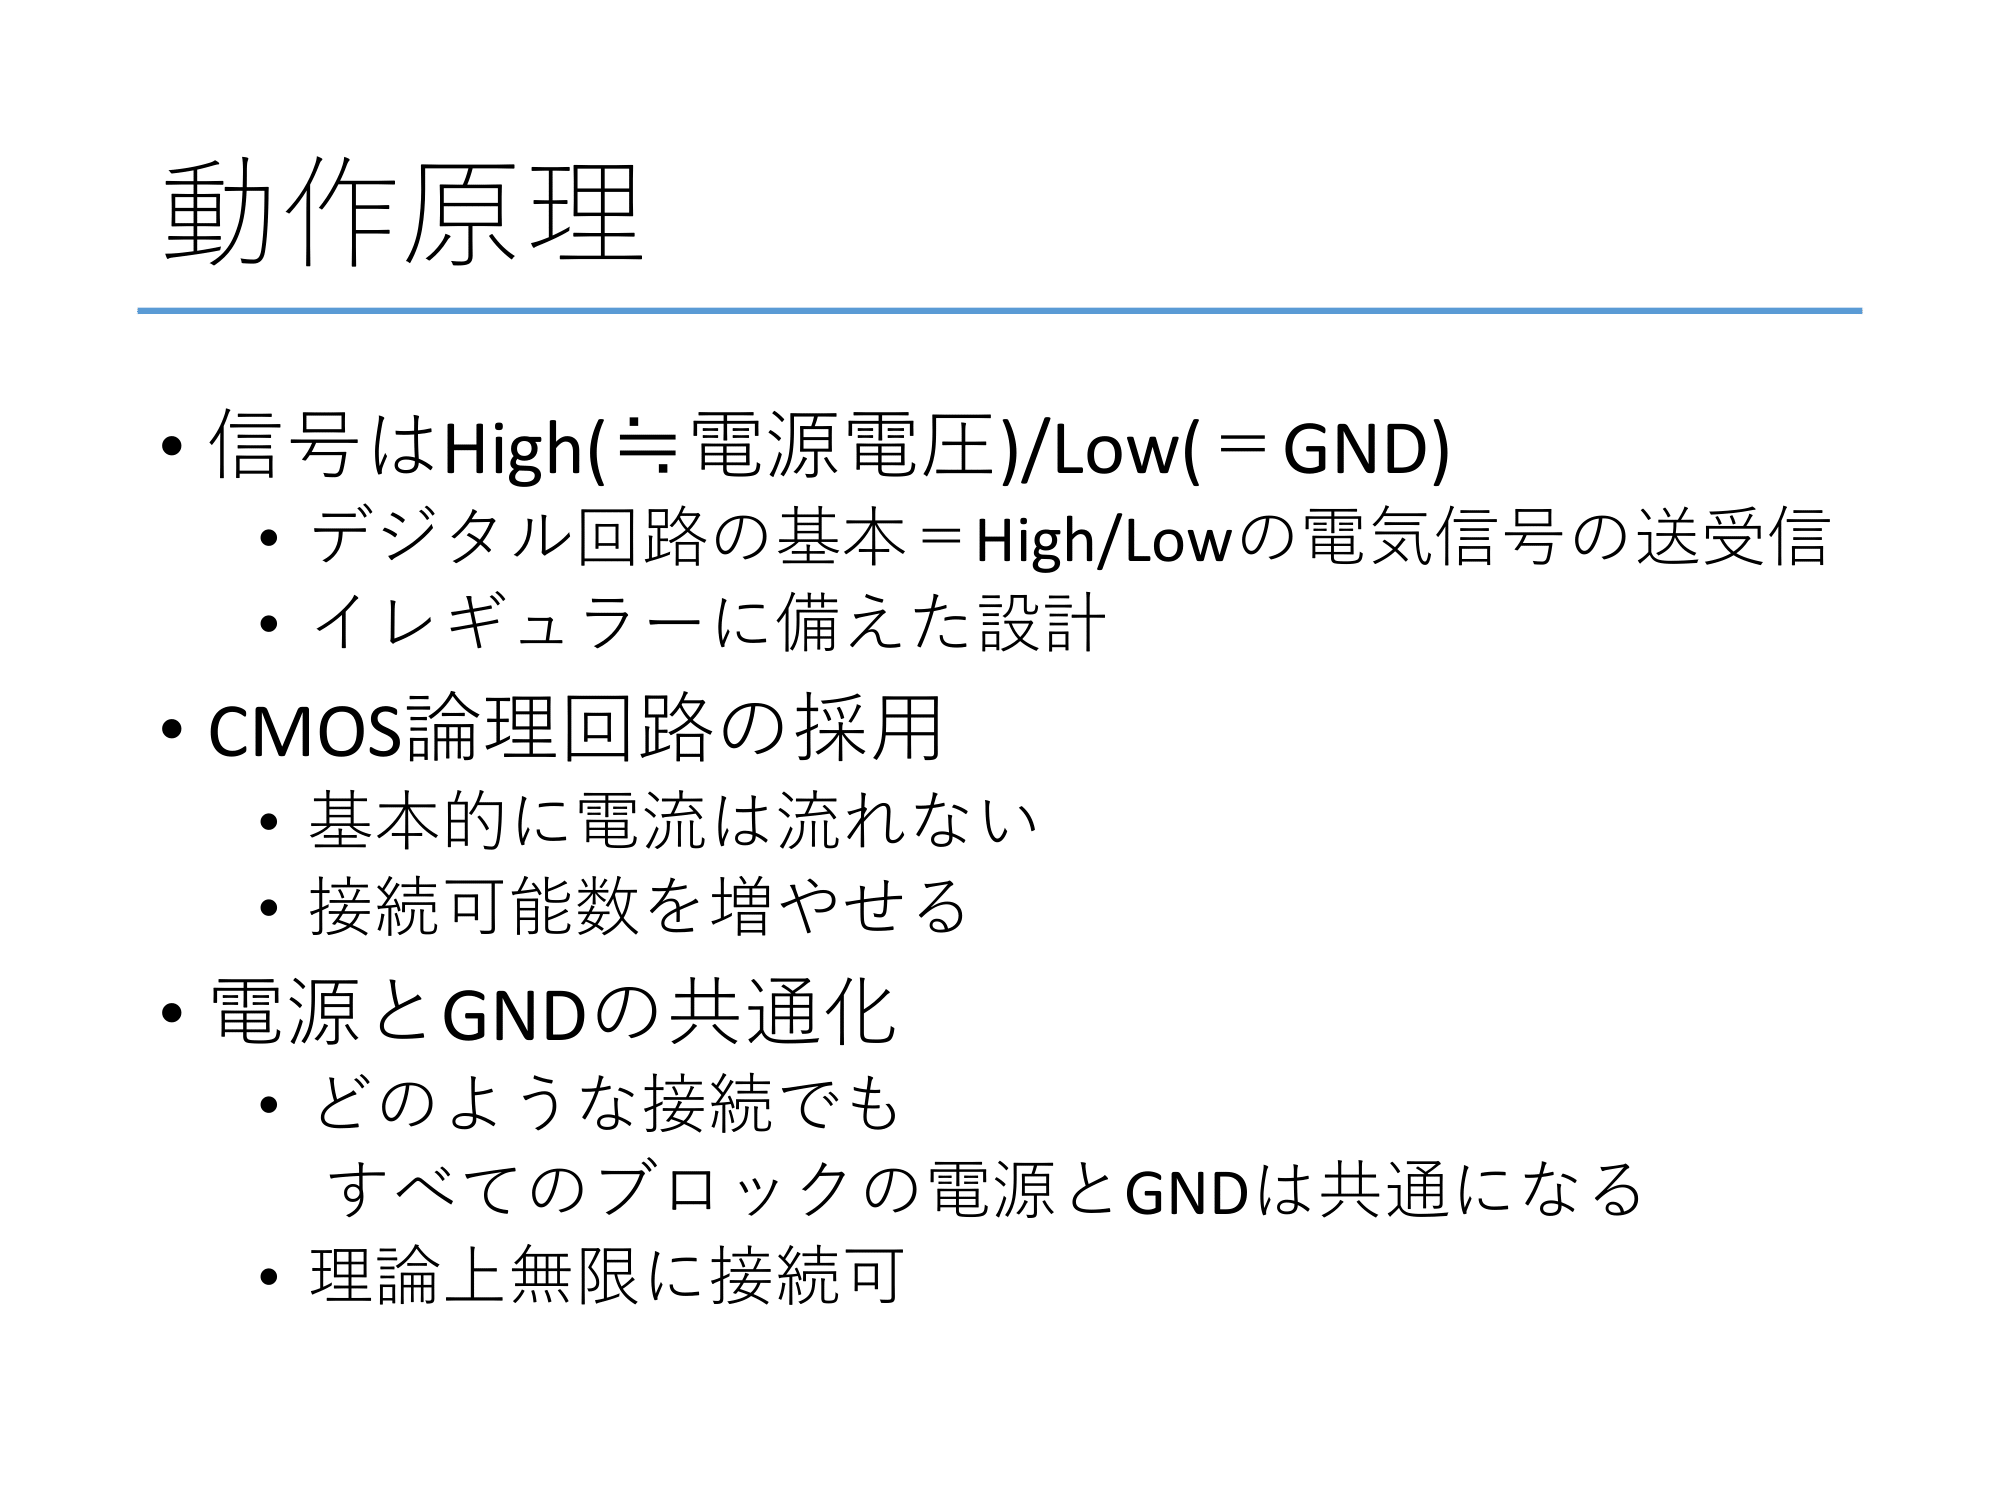 動作原理
• 信号はHigh(≒電源電圧)/Low(＝GND)
• デジタル回路の基本＝High/Lowの電気信号の送受信
• イレギュラーに備えた設計
• CMOS論理回路の採用
• 基本的に電流は流れない
• 接続可能数を増やせる
• 電源とGNDの共通化
• どのような接続でも
すべてのブロックの電源とGNDは共通になる
• 理論上無限に接続可